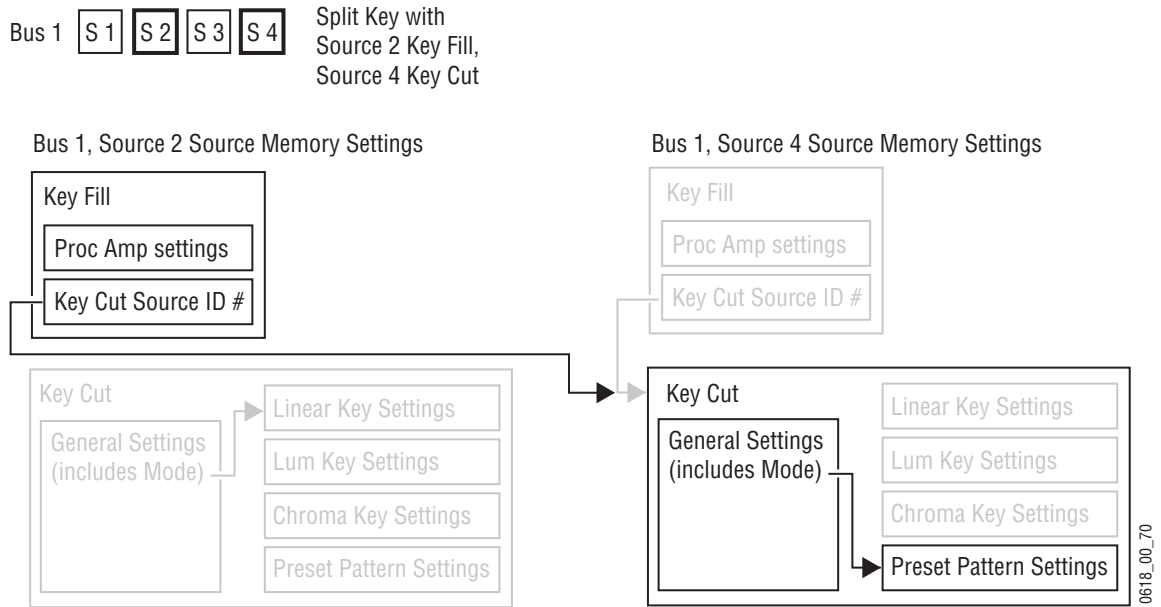 Bus 1 S 1 S 2 S 3 S 4
Split Key with
Source 2 Key Fill,
Source 4 Key Cut
Bus 1, Source 2 Source Memory Settings
Key Fill
Proc Amp settings
Key Cut Source ID #
Key Cut
General Settings
(includes Mode)
Linear Key Settings
Lum Key Settings
Chroma Key Settings
Preset Pattern Settings
Bus 1, Source 4 Source Memory Settings
Key Fill
Proc Amp settings
Key Cut Source ID #
Key Cut
General Settings
(includes Mode)
Linear Key Settings
Lum Key Settings
Chroma Key Settings
Preset Pattern Settings
0618_00_70